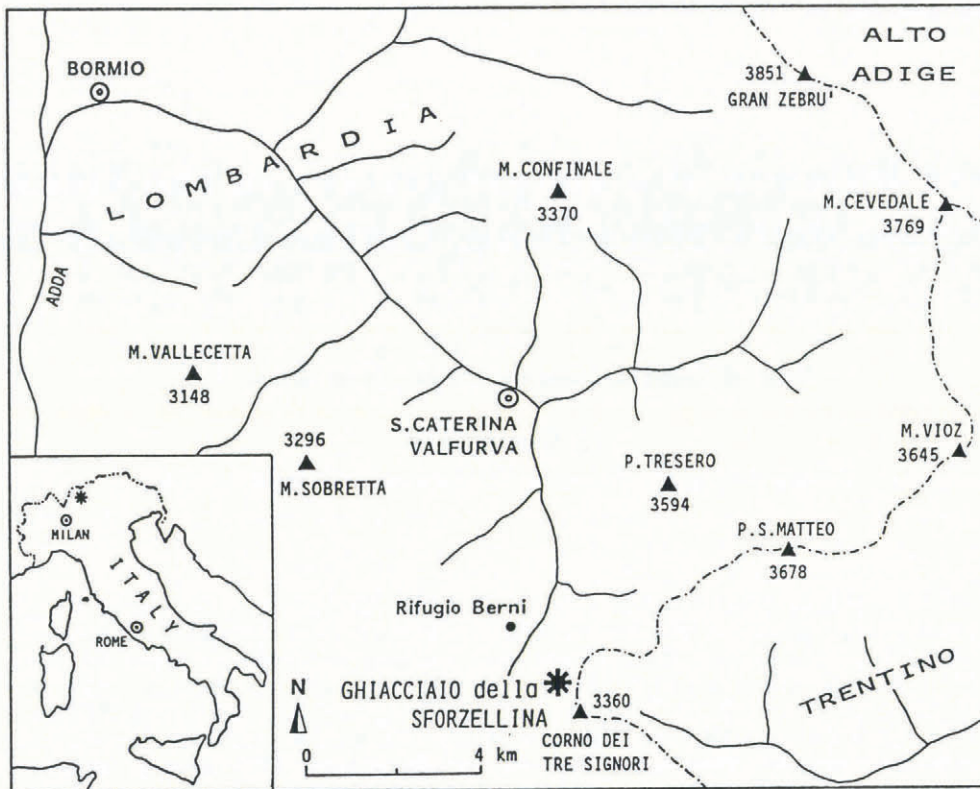 ALTO
ADIGE
BORMIO
3851
GRAN ZEBRU'
LOMBARDIA
M.CONFINALE
3370
M.CEVEDALE
3769
ADDA
M.VALLECETTA
3148
S.CATERINA
VALFURVA
3296
M.SOBRETTA
M.VIOZ
3645
P.TRESERO
3594
P.S.MATTEO
3678
MILAN
ITALY
ROME
Rifugio Berni
TRENTINO
N
GHIACCIAIO della
SFORZELLINA
3360
CORNO DEI
TRE SIGNORI
0 4 km